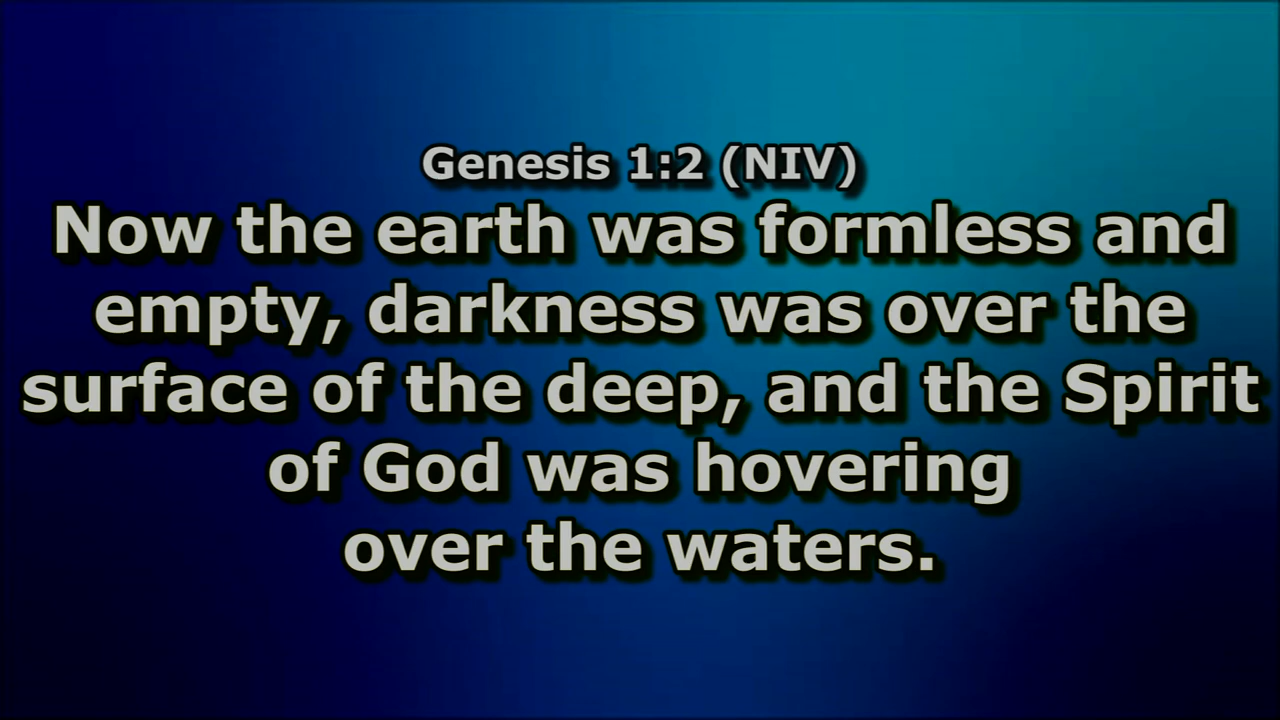 Genesis 1:2 (NIV)
Now the earth was formless and
empty, darkness was over the
surface of the deep, and the Spirit
of God was hovering
over the waters.